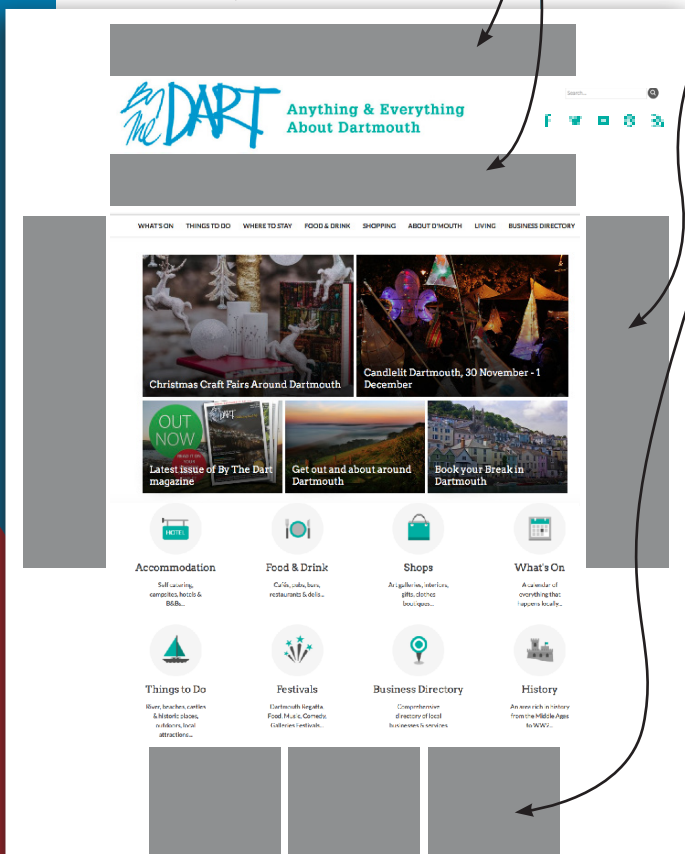 By The DART
Anything & Everything
About Dartmouth
Search...
WHAT'S ON THINGS TO DO WHERE TO STAY FOOD & DRINK SHOPPING ABOUT D'MOUTH LIVING BUSINESS DIRECTORY
Christmas Craft Fairs Around Dartmouth
Candlelit Dartmouth, 30 November - 1
December
OUT
NOW
Latest issue of By The Dart
magazine
Get out and about around
Dartmouth
Book your Break in
Dartmouth
HOTEL
Accommodation
Self catering,
campsites, hotels &
B&Bs...
Food & Drink
Cafés, pubs, bars,
restaurants & delis...
Shops
Art galleries, interiors,
gifts, clothes
boutiques...
What's On
A calendar of
everything that
happens locally...
Things to Do
River, beaches, castles
& historic places,
outdoors, local
attractions...
Festivals
Dartmouth Regatta,
Food, Music, Comedy,
Galleries Festivals...
Business Directory
Comprehensive
directory of local
businesses & services
History
An area rich in history
from the Middle Ages
to WW2...